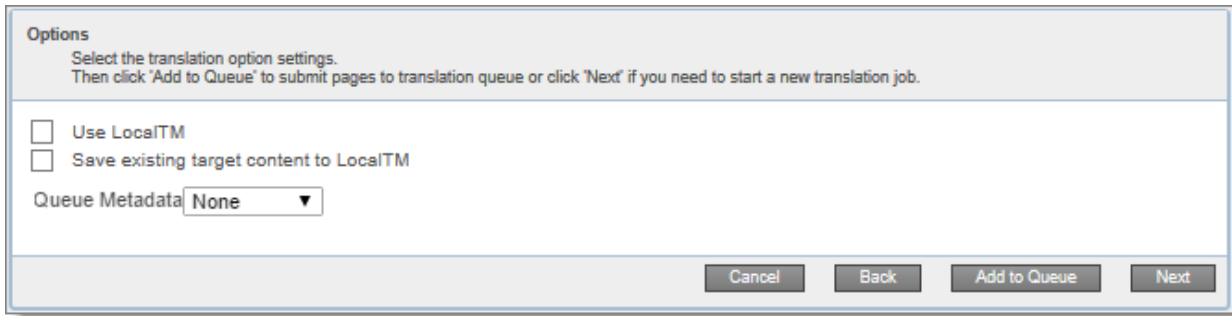 Options
Select the translation option settings.
Then click 'Add to Queue' to submit pages to translation queue or click 'Next' if you need to start a new translation job.
Use LocalTM
Save existing target content to LocalTM
Queue Metadata None
Cancel Back Add to Queue Next